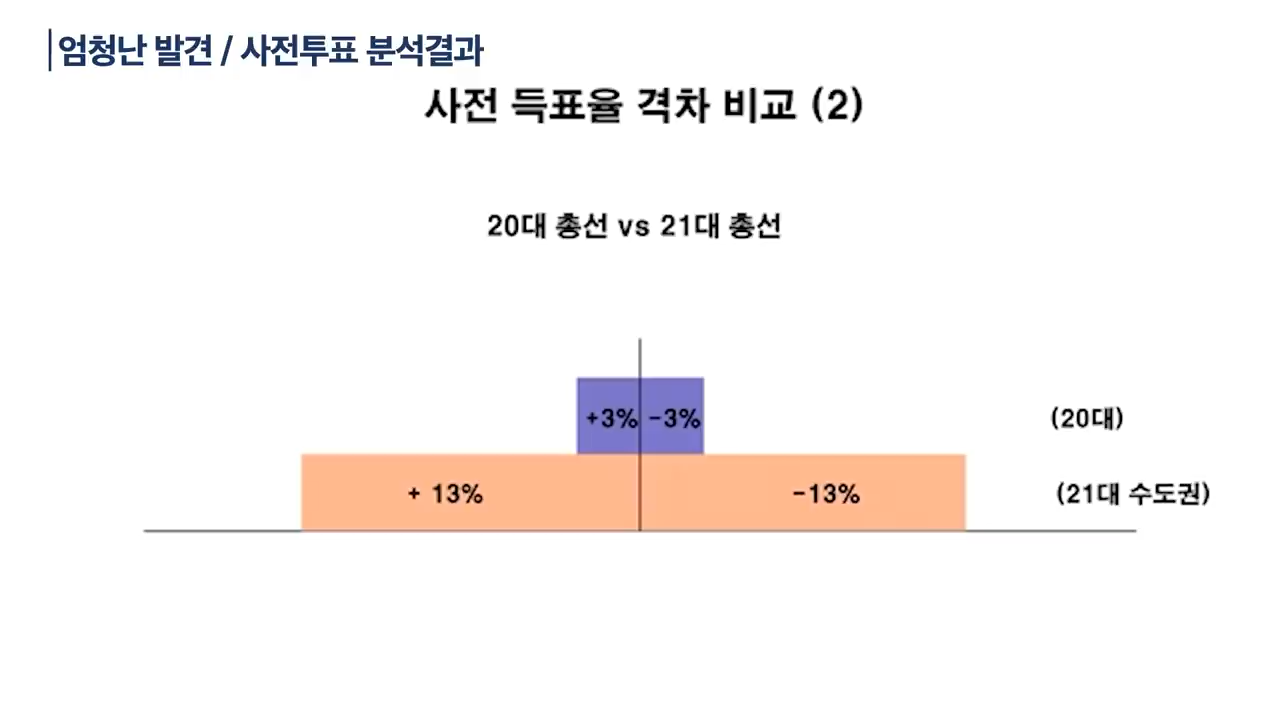 엄청난 발견 / 사전투표 분석결과
사전 득표율 격차 비교 (2)
20대 총선 vs 21대 총선
+3% -3% (20대)
+ 13% -13% (21대 수도권)